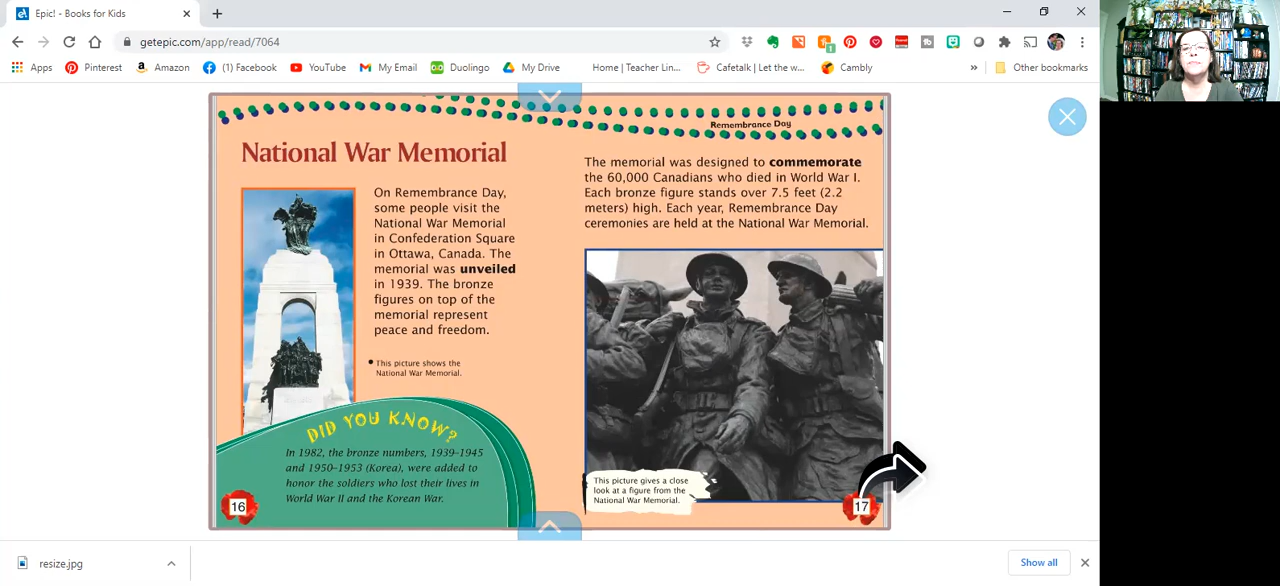 Epic! - Books for Kids
getepic.com/app/read/7064
Apps
Pinterest
Amazon
(1) Facebook
YouTube
My Email
Duolingo
My Drive
Home | Teacher Lin...
Cafetalk | Let the w...
Cambly
»
Other bookmarks
Remembrance Day
National War Memorial
On Remembrance Day,
some people visit the
National War Memorial
in Confederation Square
in Ottawa, Canada. The
memorial was unveiled
in 1939. The bronze
figures on top of the
memorial represent
peace and freedom.
This picture shows the
National War Memorial.
DID YOU KNOW?
In 1982, the bronze numbers, 1939–1945
and 1950–1953 (Korea), were added to
honor the soldiers who lost their lives in
World War II and the Korean War.
16
The memorial was designed to commemorate
the 60,000 Canadians who died in World War I.
Each bronze figure stands over 7.5 feet (2.2
meters) high. Each year, Remembrance Day
ceremonies are held at the National War Memorial.
This picture gives a close
look at a figure from the
National War Memorial.
17
resize.jpg
Show all